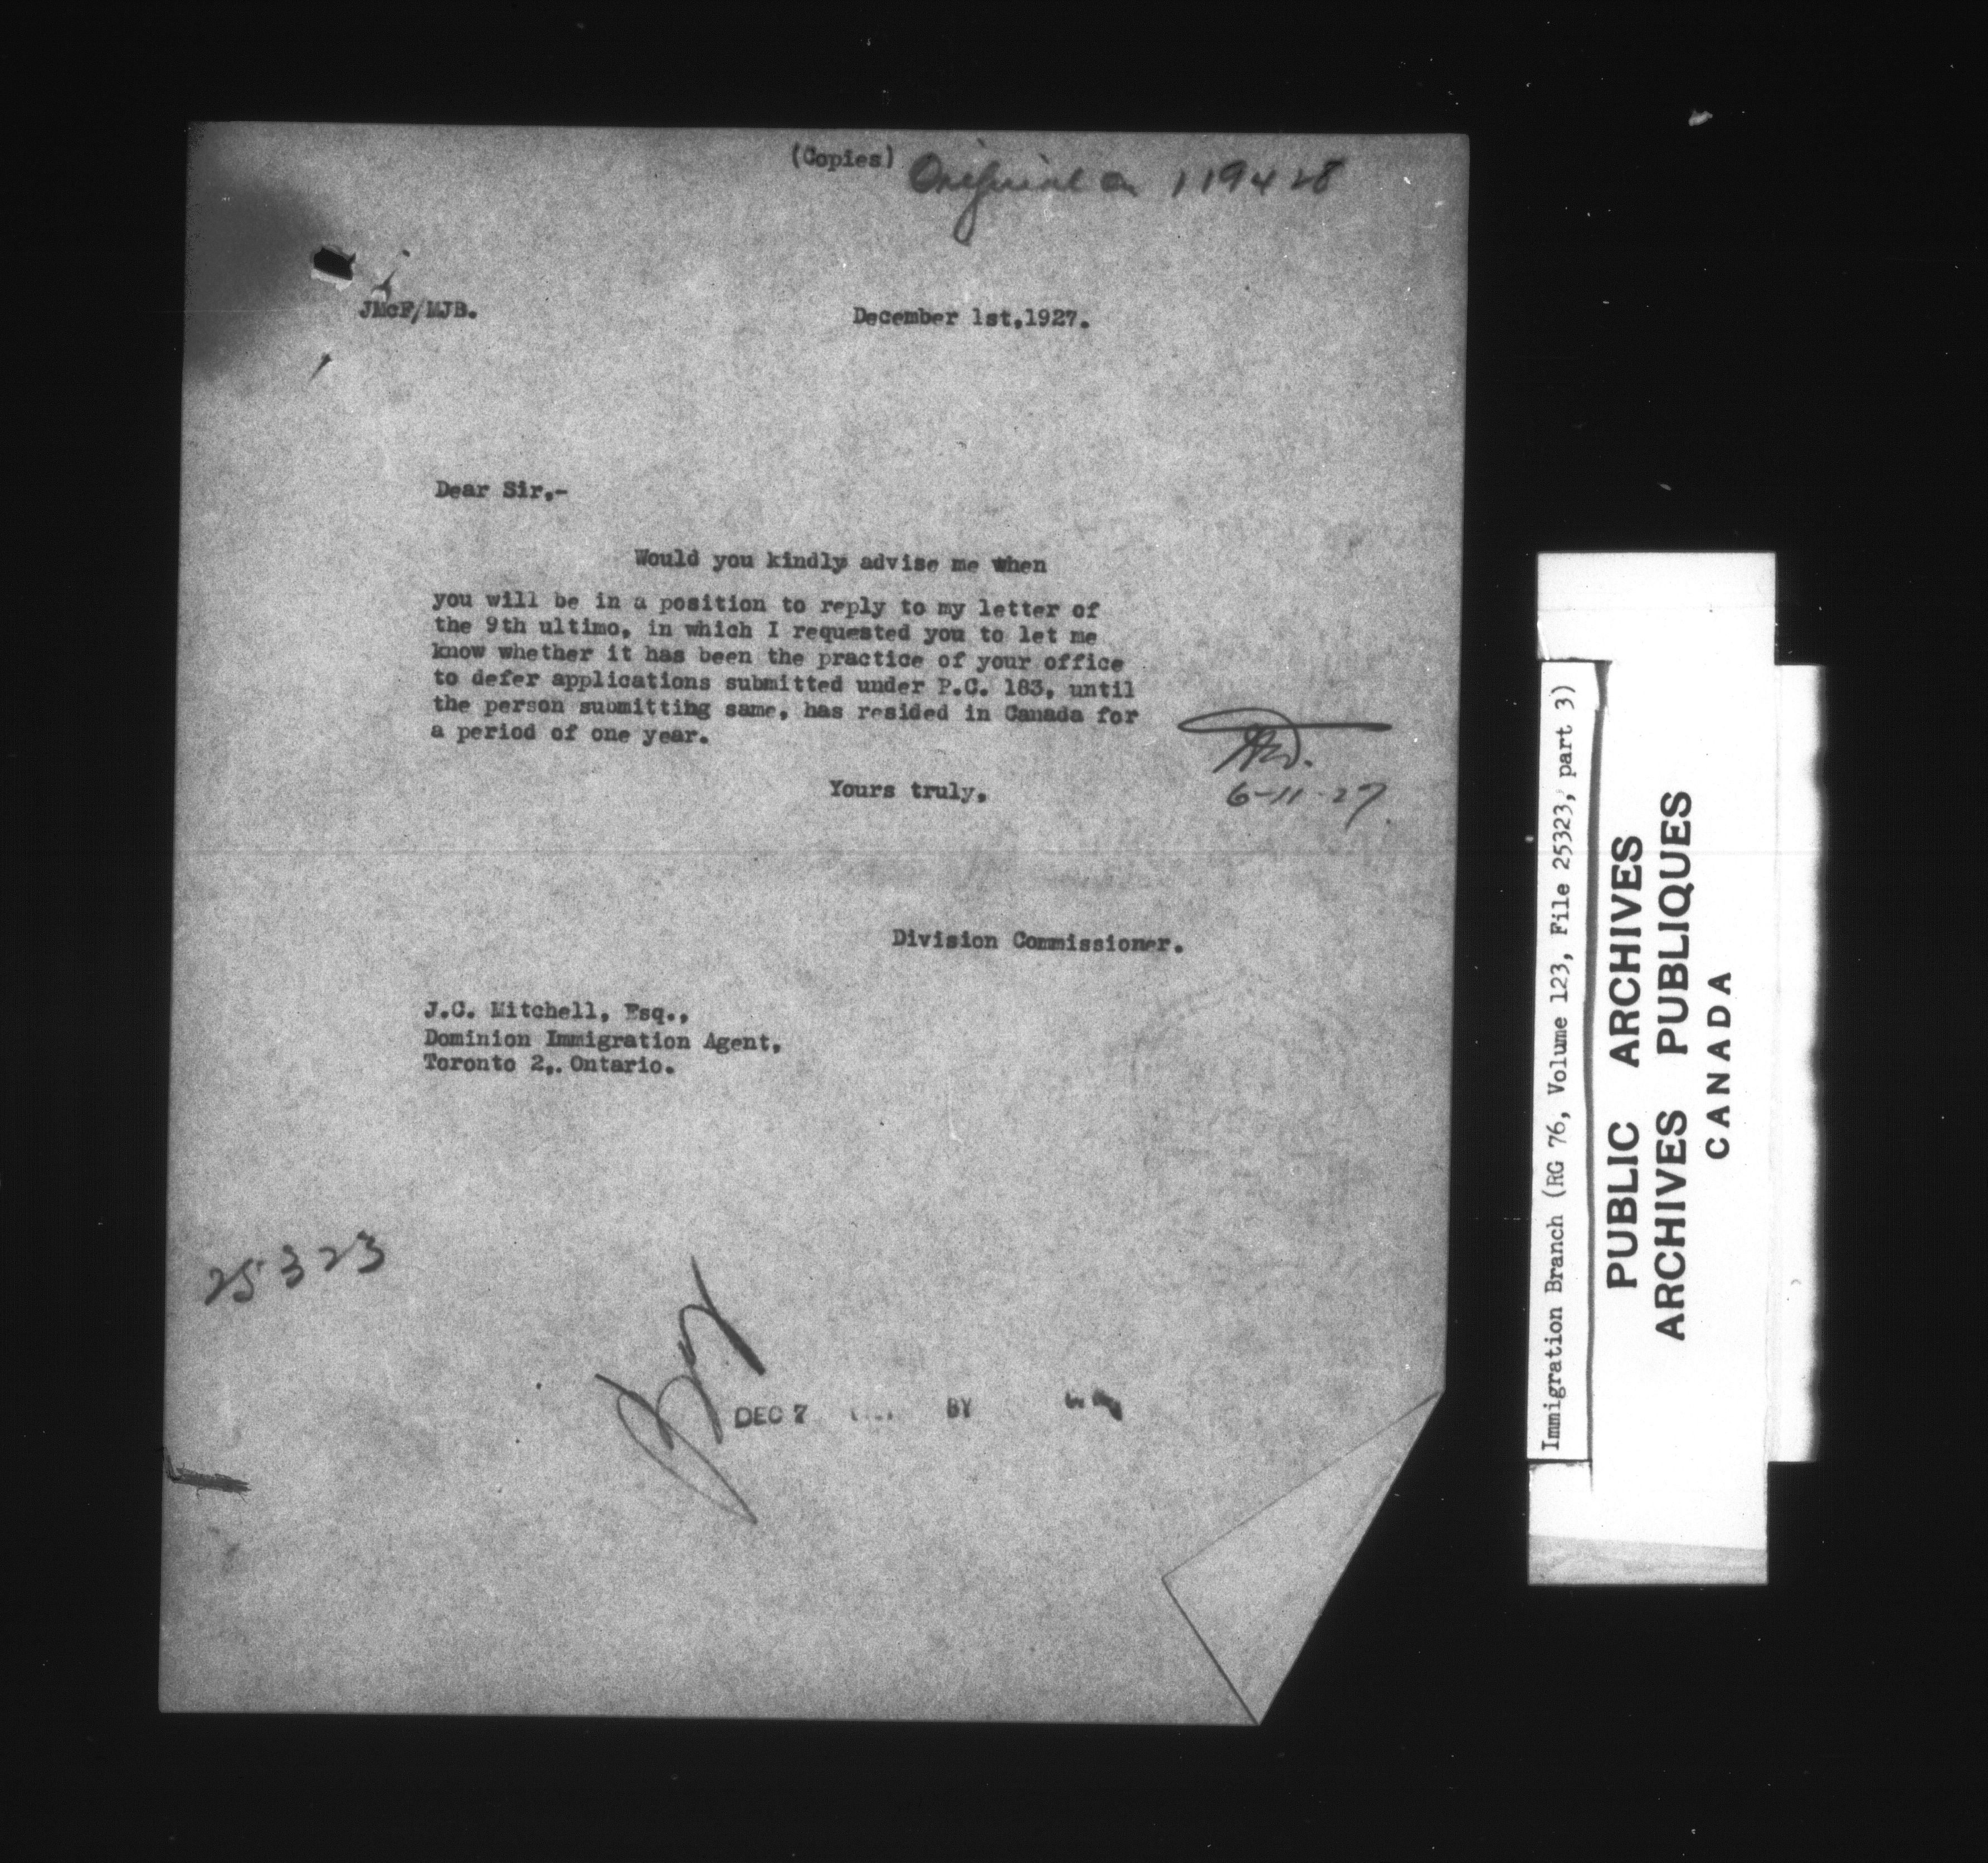 (Copies) Original on 119428
JMcF/MJB.
December 1st,1927.
Dear Sir,-
Would you kindly advise me when
you will be in a position to reply to my letter of
the 9th ultimo, in which I requested you to let me
know whether it has been the practice of your office
to defer applications submitted under P.C. 183, until
the person submitting same, has resided in Canada for
a period of one year.
6-11-27
Yours truly,
Division Commissioner.
J.C. Mitchell, Esq.,
Dominion Immigration Agent,
Toronto 2,. Ontario.
25323
DEC 7 BY
Immigration Branch (RG 76, Volume 123, File 25323, part 3)
PUBLIC ARCHIVES
ARCHIVES PUBLIQUES
CANADA